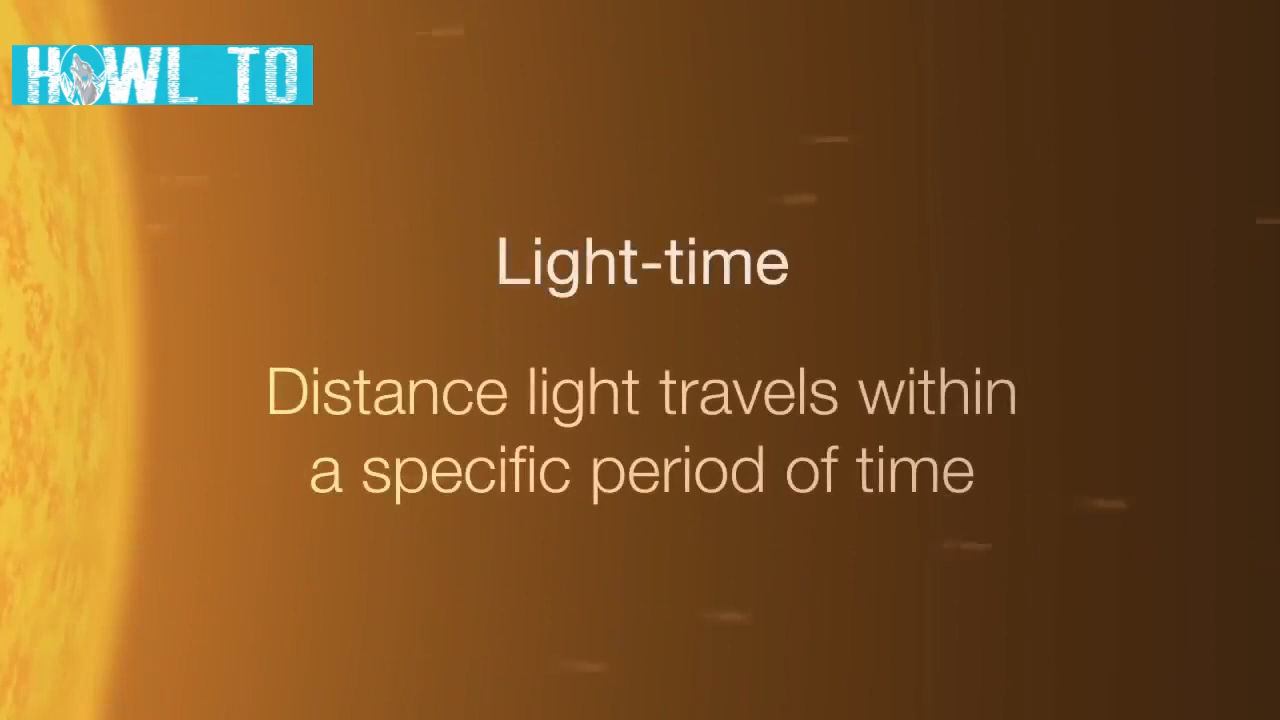 HOWL TO
Light-time
Distance light travels within
a specific period of time